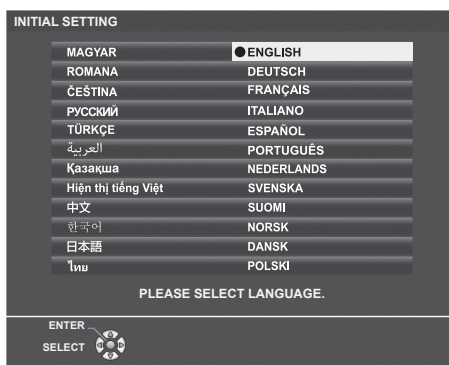 INITIAL SETTING
MAGYAR ENGLISH
ROMANA DEUTSCH
ČEŠTINA FRANÇAIS
РУССКИЙ ITALIANO
TÜRKÇE ESPAÑOL
العربية PORTUGUÊS
Қазақша NEDERLANDS
Hiện thị tiếng Việt SVENSKA
中文 SUOMI
한국어 NORSK
日本語 DANSK
ไทย POLSKI
PLEASE SELECT LANGUAGE.
ENTER
SELECT